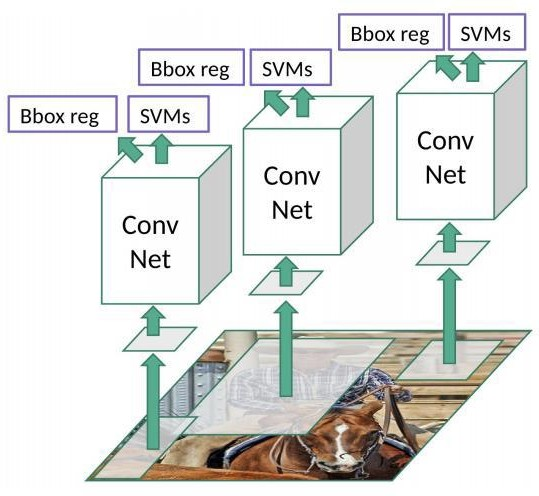 Bbox reg
SVMs
Bbox reg
SVMs
Bbox reg
SVMs
Conv
Net
Conv
Net
Conv
Net